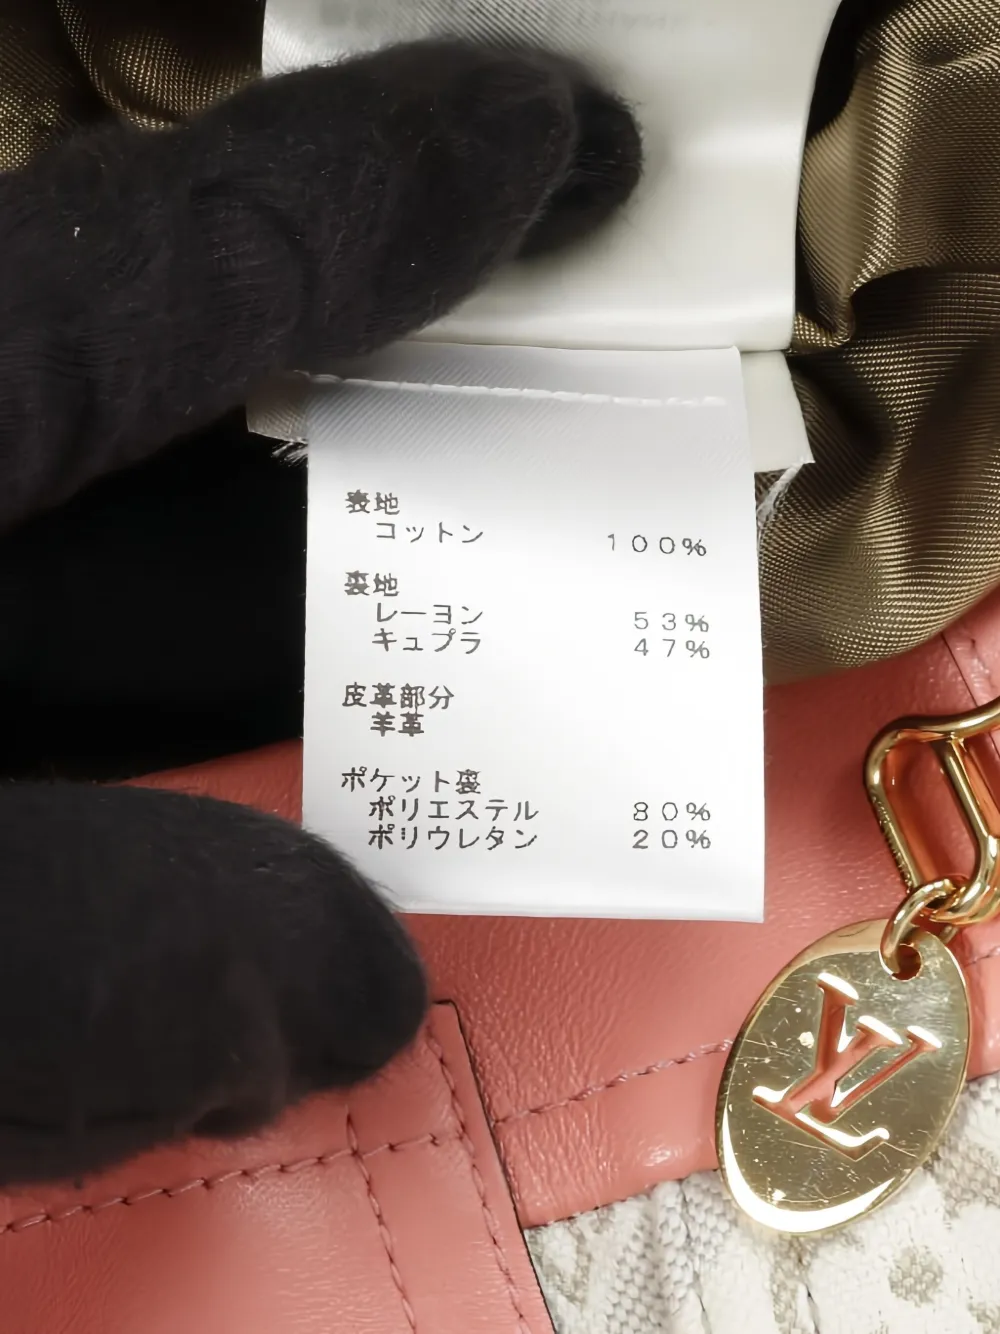 表地
コットン 100%
裏地
レーヨン 53%
キュプラ 47%
皮革部分
羊革
ポケット裏
ポリエステル 80%
ポリウレタン 20%
LV